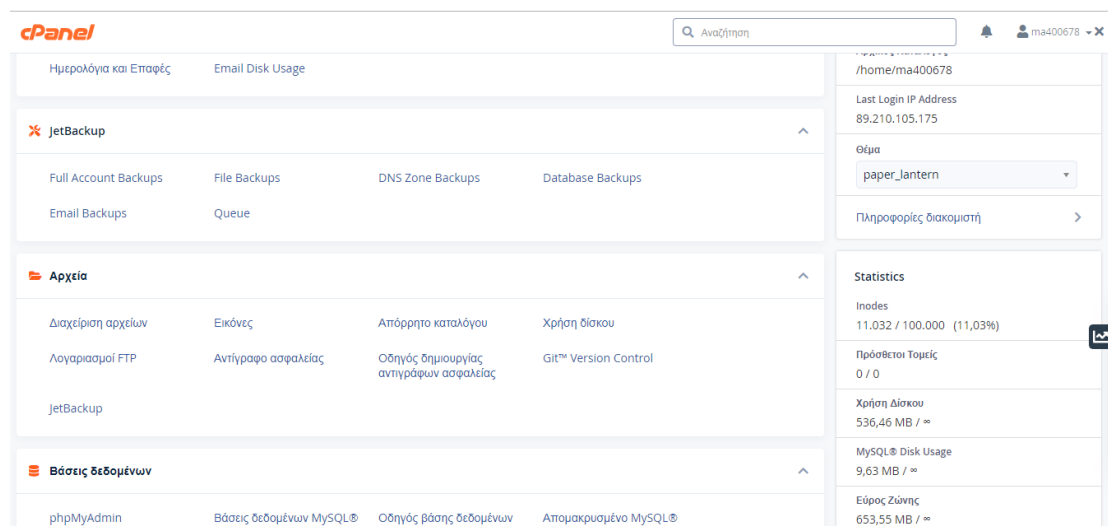 cPanel
Αναζήτηση
ma400678
Ημερολόγια και Επαφές
Email Disk Usage
JetBackup
Full Account Backups
File Backups
DNS Zone Backups
Database Backups
Email Backups
Queue
Αρχεία
Διαχείριση αρχείων
Εικόνες
Απόρρητο καταλόγου
Χρήση δίσκου
Λογαριασμοί FTP
Αντίγραφο ασφαλείας
Οδηγός δημιουργίας
αντιγράφων ασφαλείας
Git™ Version Control
JetBackup
Βάσεις δεδομένων
phpMyAdmin
Βάσεις δεδομένων MySQL®
Οδηγός βάσης δεδομένων
Απομακρυσμένο MySQL®
/home/ma400678
Last Login IP Address
89.210.105.175
Θέμα
paper_lantern
Πληροφορίες διακομιστή
Statistics
Inodes
11.032 / 100.000 (11,03%)
Πρόσθετοι Τομείς
0 / 0
Χρήση Δίσκου
536,46 MB / ∞
MySQL® Disk Usage
9,63 MB / ∞
Εύρος Ζώνης
653,55 MB / ∞